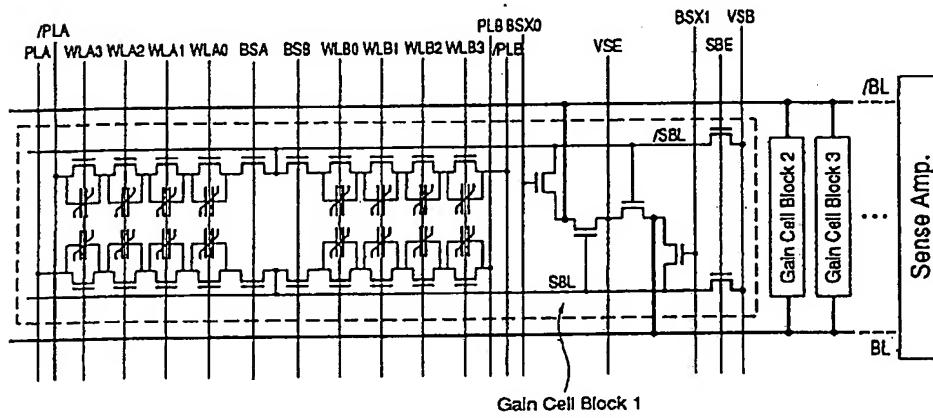 /PLA
PLB BSX0
BSX1 VSB
PLA WLA3 WLA2 WLA1 WLA0 BSA BSB WLB0 WLB1 WLB2 WLB3 /PLB VSE SBE
/BL
/SBL
SBL
BL
Gain Cell Block 2
Gain Cell Block 3
...
Sense Amp.
Gain Cell Block 1